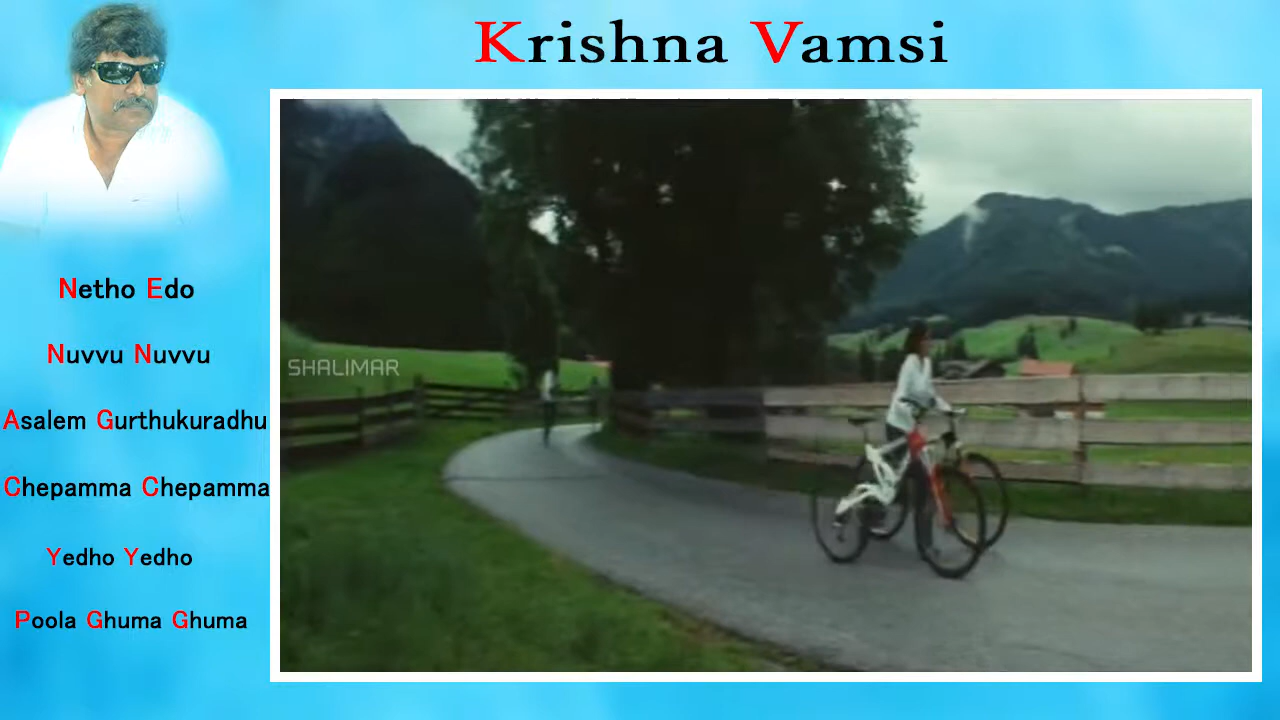 Krishna Vamsi
Netho Edo
Nuvvu Nuvvu
Asalem Gurthukuradhu
Chepamma Chepamma
Yedho Yedho
Poola Ghuma Ghuma
SHALIMAR